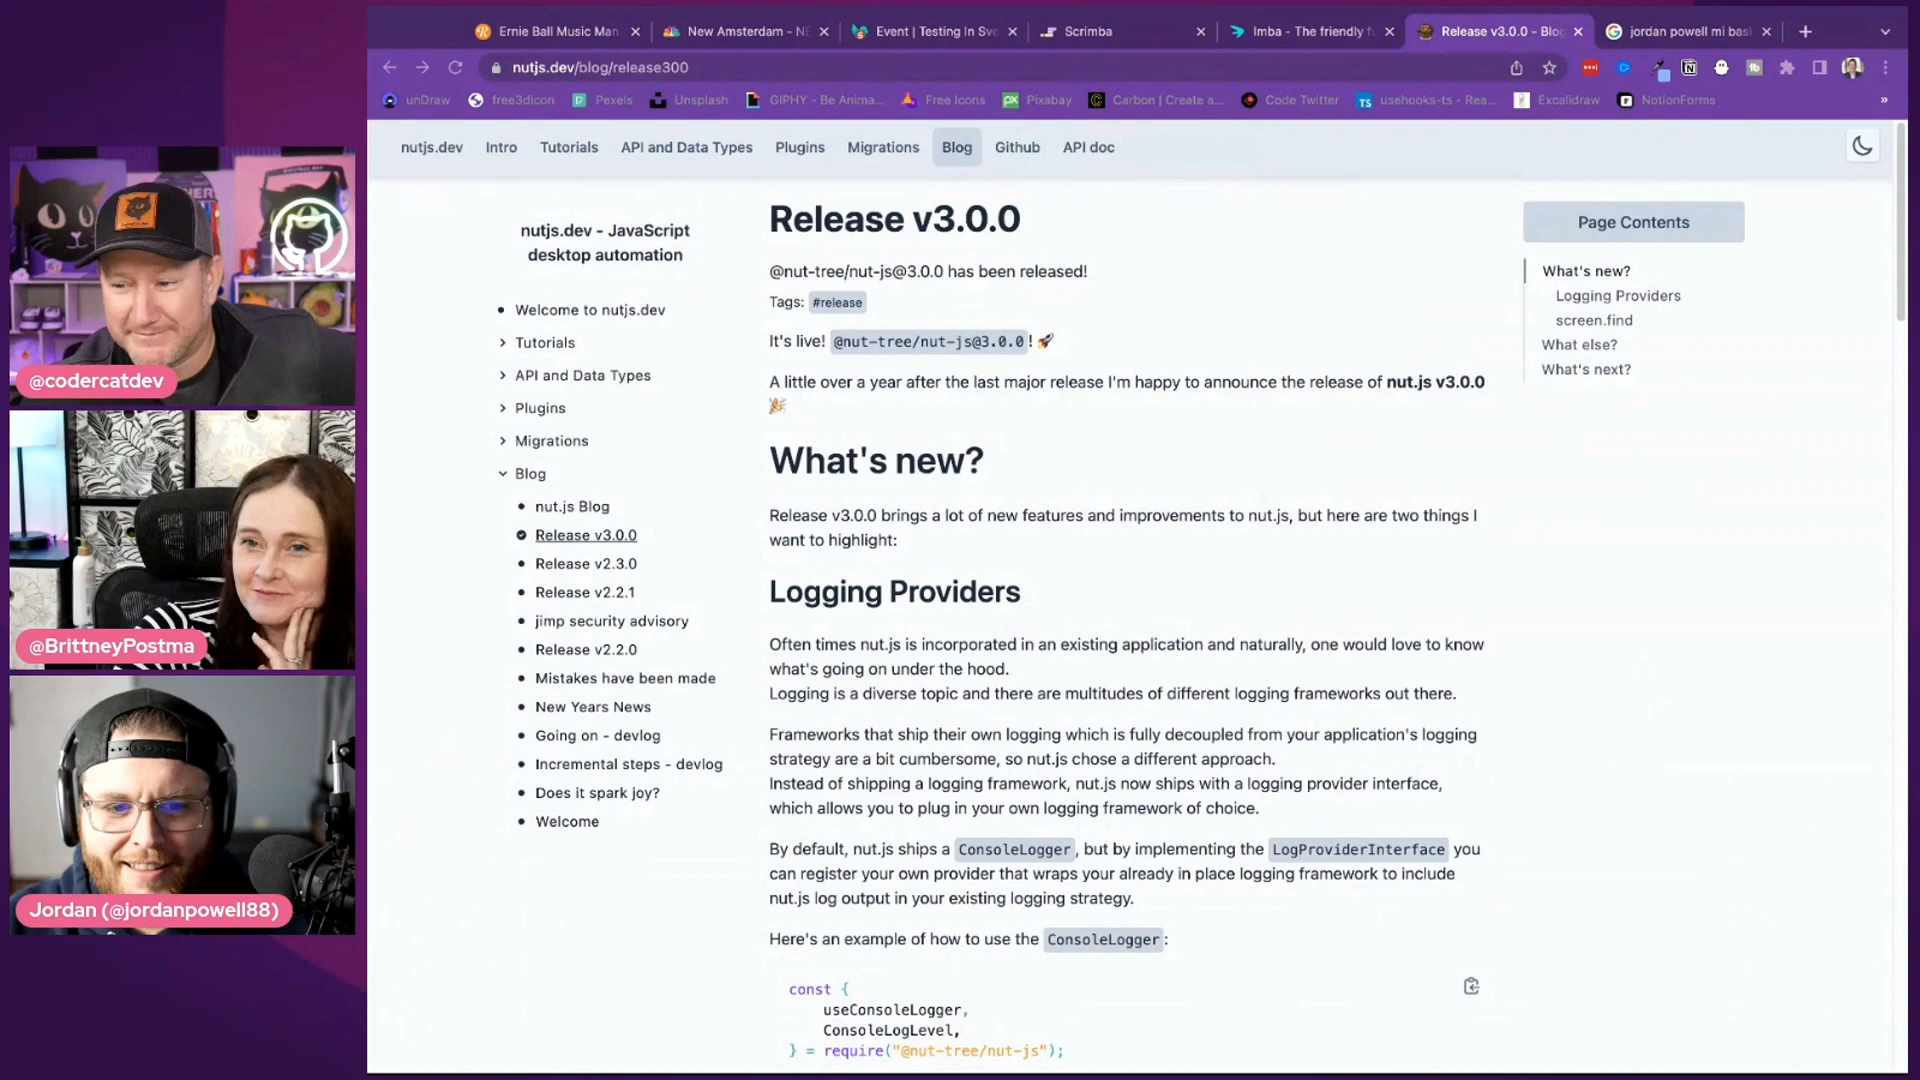 Ernie Ball Music Man
New Amsterdam - NE
Event | Testing In Sve
Scrimba
Imba - The friendly fu
Release v3.0.0 - Blog
jordan powell mi bask
nutjs.dev/blog/release300
unDraw
free3dicon
Pexels
Unsplash
GIPHY - Be Anima...
Free Icons
Pixabay
Carbon | Create a...
Code Twitter
usehooks-ts - Rea...
Excalidraw
NotionForms
»
nutjs.dev
Intro
Tutorials
API and Data Types
Plugins
Migrations
Blog
Github
API doc
@codercatdev
@BrittneyPostma
Jordan (@jordanpowell88)
nutjs.dev - JavaScript
desktop automation
Welcome to nutjs.dev
Tutorials
API and Data Types
Plugins
Migrations
Blog
nut.js Blog
Release v3.0.0
Release v2.3.0
Release v2.2.1
jimp security advisory
Release v2.2.0
Mistakes have been made
New Years News
Going on - devlog
Incremental steps - devlog
Does it spark joy?
Welcome
Release v3.0.0
@nut-tree/nut-js@3.0.0 has been released!
Tags: #release
It's live! @nut-tree/nut-js@3.0.0! 🚀
A little over a year after the last major release I'm happy to announce the release of nut.js v3.0.0
🎉
What's new?
Release v3.0.0 brings a lot of new features and improvements to nut.js, but here are two things I
want to highlight:
Logging Providers
Often times nut.js is incorporated in an existing application and naturally, one would love to know
what's going on under the hood.
Logging is a diverse topic and there are multitudes of different logging frameworks out there.
Frameworks that ship their own logging which is fully decoupled from your application's logging
strategy are a bit cumbersome, so nut.js chose a different approach.
Instead of shipping a logging framework, nut.js now ships with a logging provider interface,
which allows you to plug in your own logging framework of choice.
By default, nut.js ships a ConsoleLogger, but by implementing the LogProviderInterface you
can register your own provider that wraps your already in place logging framework to include
nut.js log output in your existing logging strategy.
Here's an example of how to use the ConsoleLogger:
const {
useConsoleLogger,
ConsoleLogLevel,
} = require("@nut-tree/nut-js");
Page Contents
What's new?
Logging Providers
screen.find
What else?
What's next?